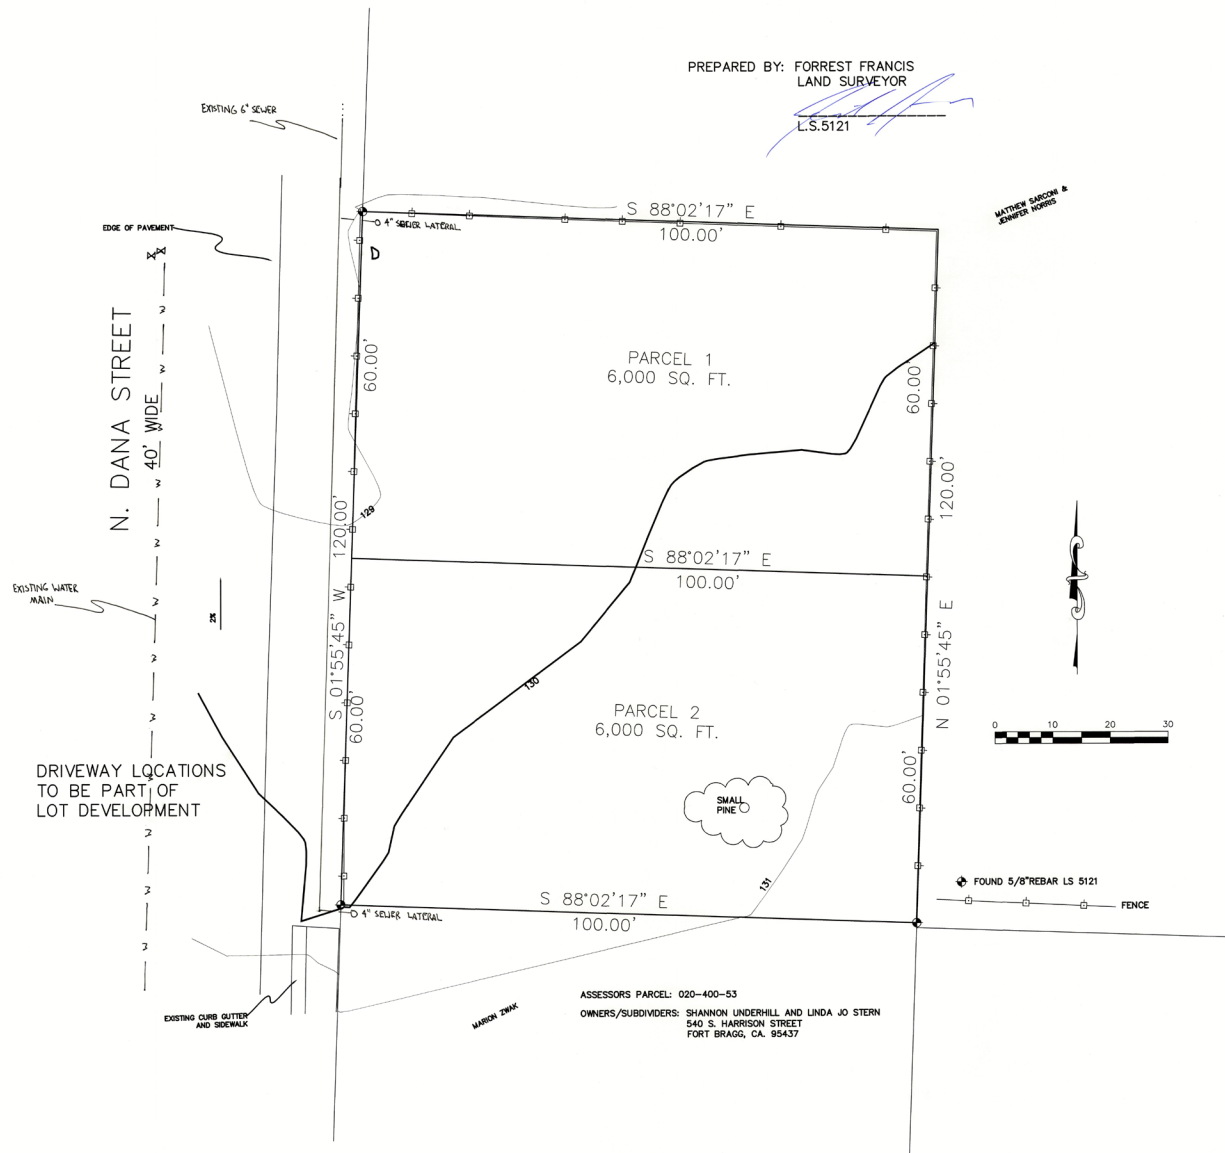 PREPARED BY: FORREST FRANCIS
LAND SURVEYOR
L.S.5121
EXISTING 6" SEWER
MATTHEW SARCONI &
JENNIFER NORRIS
S 88°02'17" E
100.00'
D 4" SEWER LATERAL
EDGE OF PAVEMENT
D
N. DANA STREET
40' WIDE
60.00'
PARCEL 1
6,000 SQ. FT.
60.00'
120.00'
129
120.00'
S 88°02'17" E
100.00'
EXISTING WATER
MAIN
2%
S 01°55'45" W
N 01°55'45" E
130
60.00'
PARCEL 2
6,000 SQ. FT.
60.00'
0 10 20 30
DRIVEWAY LOCATIONS
TO BE PART OF
LOT DEVELOPMENT
SMALL
PINE
131
S 88°02'17" E
100.00'
D 4" SEWER LATERAL
FOUND 5/8"REBAR LS 5121
FENCE
EXISTING CURB GUTTER
AND SIDEWALK
MARION ZWAK
ASSESSORS PARCEL: 020-400-53
OWNERS/SUBDIVIDERS: SHANNON UNDERHILL AND LINDA JO STERN
540 S. HARRISON STREET
FORT BRAGG, CA. 95437